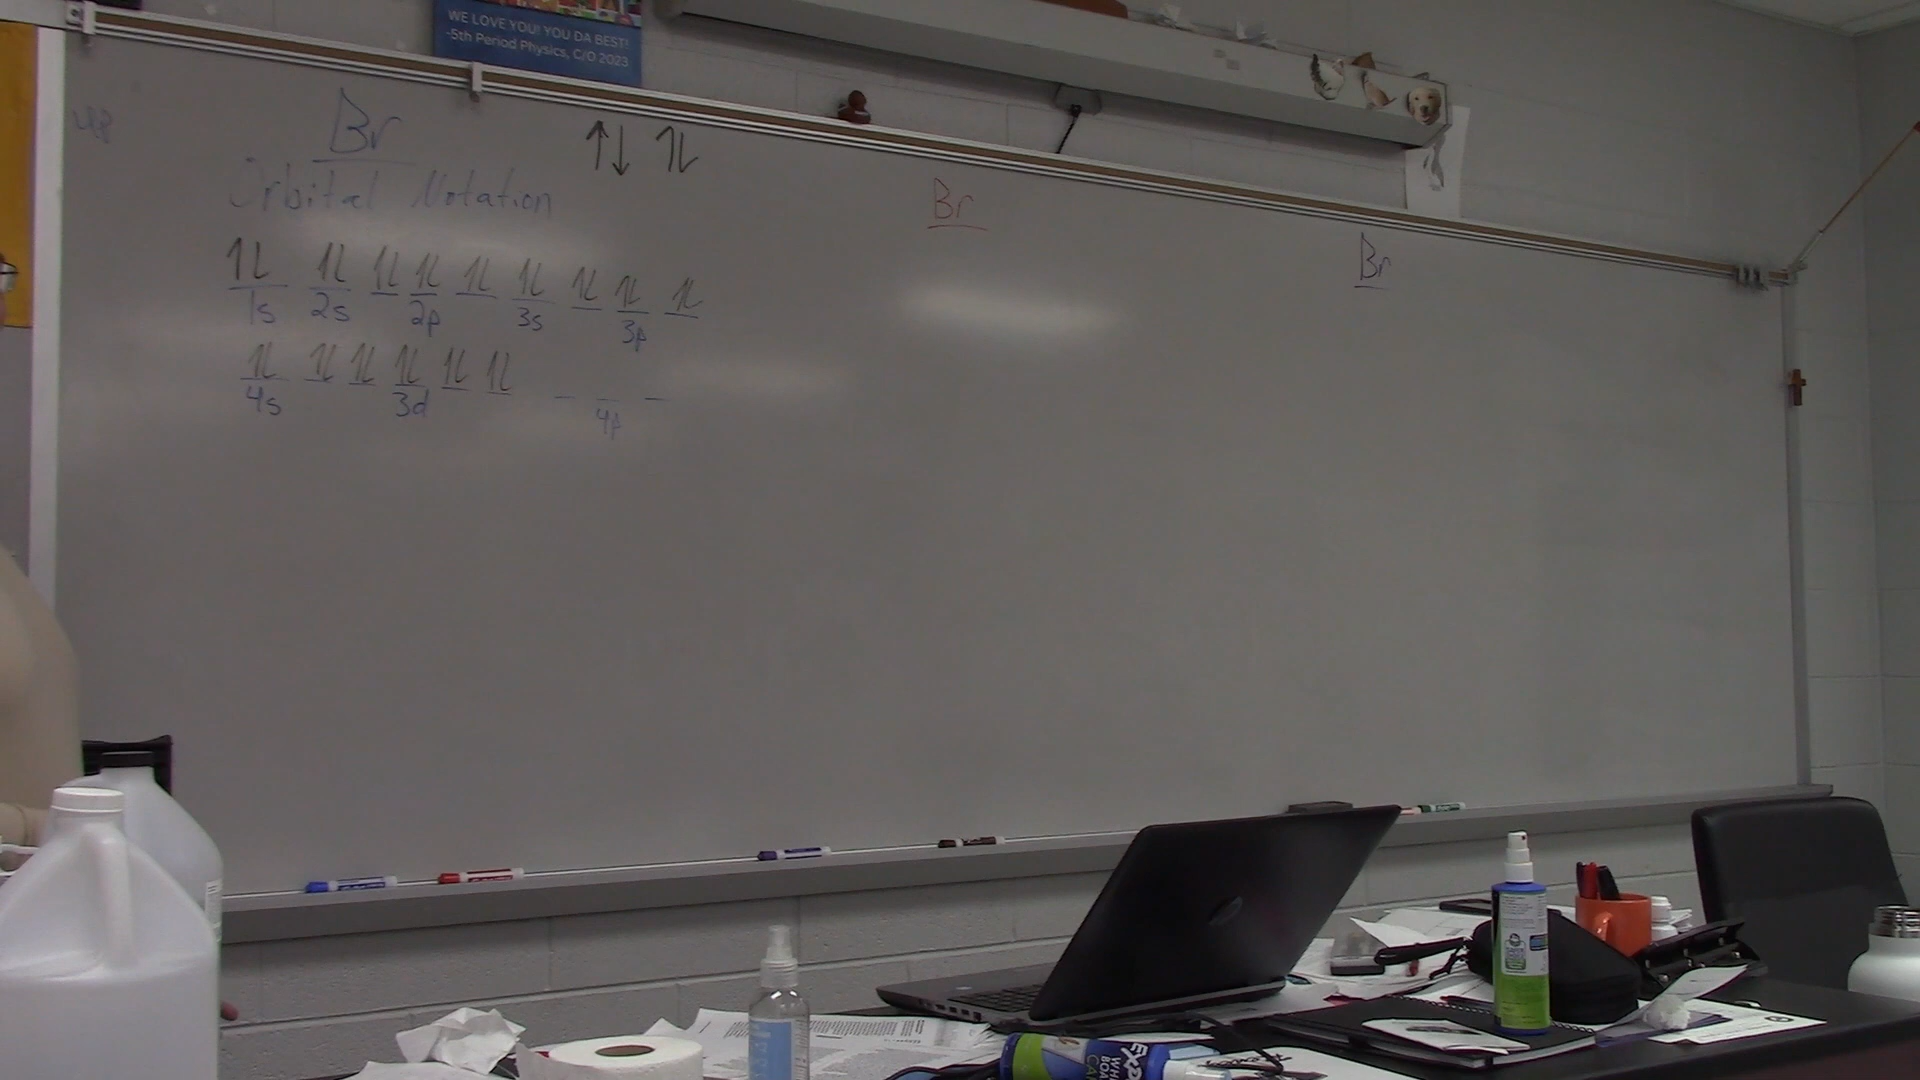 WE LOVE YOU! YOU DA BEST!
-5th Period Physics, C/O 2023
Br
↑↓ ⥮
Orbital Notation
⥮ ⥮ ⥮ ⥮ ⥮ ⥮ ⥮ ⥮ ⥮
1s 2s 2p 3s 3p
⥮ ⥮ ⥮ ⥮ ⥮ ⥮ _ _ _
4s 3d 4p
Br
Br
EXPO